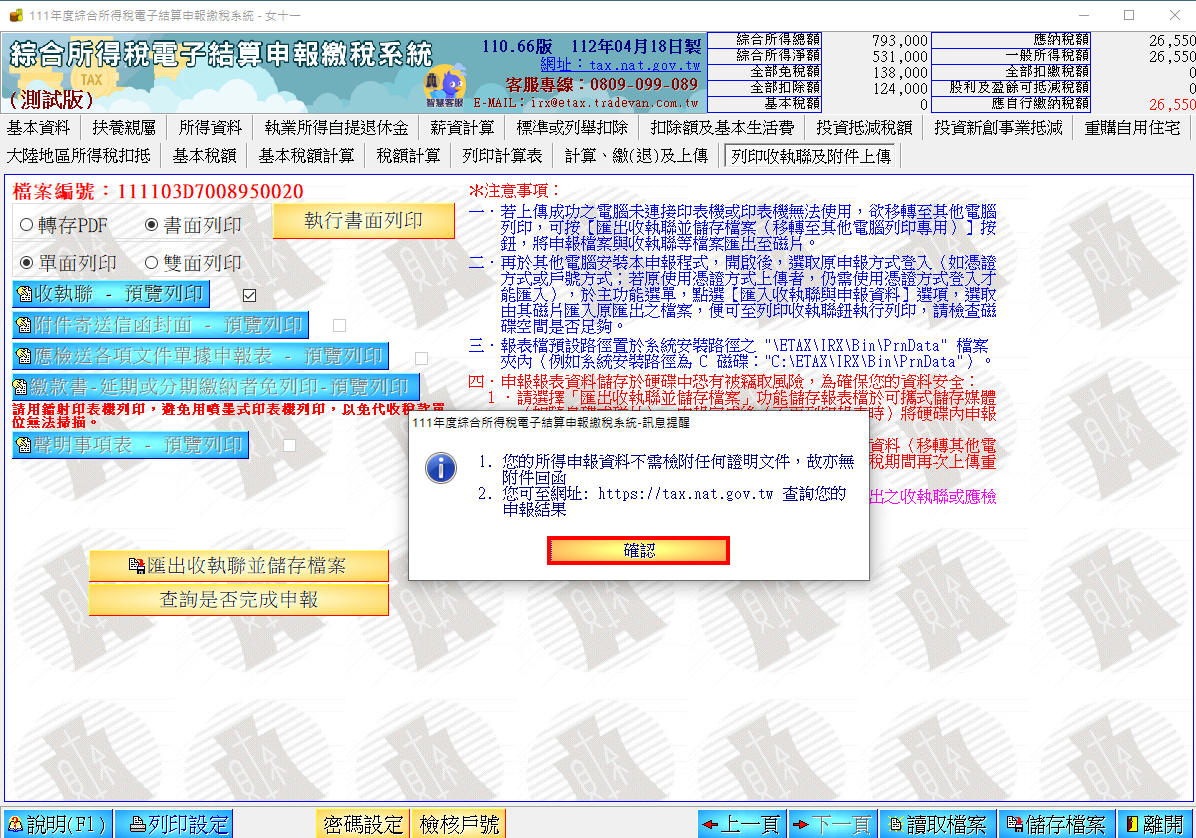 111年度綜合所得稅電子結算申報繳稅系統 - 女十一
綜合所得稅電子結算申報繳稅系統
(測試版)
TAX
智慧客服
110.66版 112年04月18日製
網址：tax.nat.gov.tw
客服專線：0809-099-089
E-MAIL：irx@etax.tradevan.com.tw
綜合所得總額 793,000 應納稅額 26,550
綜合所得淨額 531,000 一般所得稅額 26,550
全部免稅額 138,000 全部扣繳稅額 0
全部扣除額 124,000 股利及盈餘可抵減稅額 0
基本稅額 0 應自行繳納稅額 26,550
基本資料 扶養親屬 所得資料 執業所得自提退休金 薪資計算 標準或列舉扣除 扣除額及基本生活費 投資抵減稅額 投資新創事業抵減 重購自用住宅
大陸地區所得稅扣抵 基本稅額 基本稅額計算 稅額計算 列印計算表 計算、繳(退)及上傳 列印收執聯及附件上傳
檔案編號：111103D7008950020
轉存PDF 書面列印 執行書面列印
單面列印 雙面列印
收執聯 - 預覽列印
附件寄送信函封面 - 預覽列印
應檢送各項文件單據申報表 - 預覽列印
繳款書-延期或分期繳納者免列印-預覽列印
請用鐳射印表機列印，避免用噴墨式印表機列印，以免代收稅款單
位無法掃描。
聲明事項表 - 預覽列印
匯出收執聯並儲存檔案
查詢是否完成申報
※注意事項：
一．若上傳成功之電腦未連接印表機或印表機無法使用，欲移轉至其他電腦
列印，可按［匯出收執聯並儲存檔案（移轉至其他電腦列印專用）］按
鈕，將申報檔案與收執聯等檔案匯出至磁片。
二．再於其他電腦安裝本申報程式，開啟後，選取原申報方式登入（如憑證
方式或戶號方式；若原使用憑證方式上傳者，仍需使用憑證方式登入才
能匯入），於主功能選單，點選［匯入收執聯與申報資料］選項，選取
由其磁片匯入原匯出之檔案，便可至列印收執聯鈕執行列印，請檢查磁
碟空間是否足夠。
三．報表檔預設路徑置於系統安裝路徑之 "\ETAX\IRX\Bin\PrnData" 檔案
夾內（例如系統安裝路徑為 C 磁碟："C:\ETAX\IRX\Bin\PrnData"）。
四．申報報表資料儲存於硬碟中恐有被竊取風險，為確保您的資料安全：
1．請選擇「匯出收執聯並儲存檔案」功能儲存報表檔於可攜式儲存媒體
時）將硬碟內申報
資料（移轉其他電
稅期間再次上傳重
出之收執聯或應檢
111年度綜合所得稅電子結算申報繳稅系統-訊息提醒
1. 您的所得申報資料不需檢附任何證明文件，故亦無
附件回函
2. 您可至網址: https://tax.nat.gov.tw 查詢您的
申報結果
確認
說明(F1) 列印設定 密碼設定 檢核戶號 上一頁 下一頁 讀取檔案 儲存檔案 離開